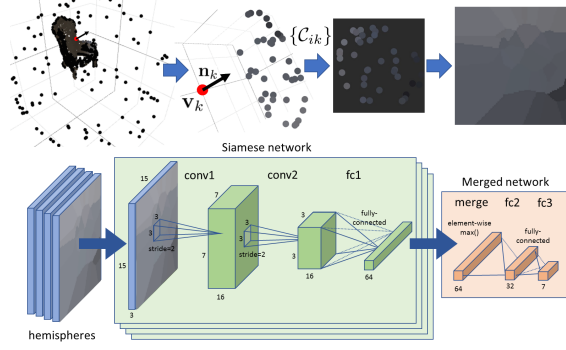 {𝒞ᵢₖ}
nₖ
vₖ
Siamese network
15
conv1
7
conv2
fc1
3
3
stride=2
15
7
3
3
stride=2
3
3
fully-connected
16
16
64
3
hemispheres
Merged network
merge
fc2
fc3
element-wise
max()
fully-connected
64
32
7